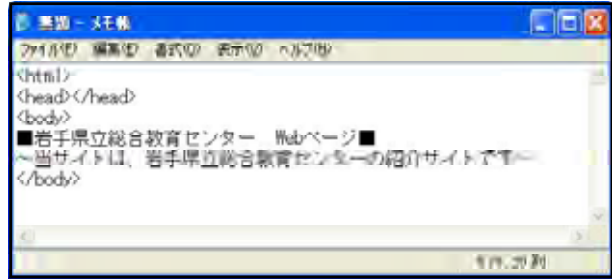 無題 - メモ帳
ファイル(F) 編集(E) 書式(O) 表示(V) ヘルプ(H)
<html>
<head></head>
<body>
■岩手県立総合教育センター Webページ■
~当サイトは、岩手県立総合教育センターの紹介サイトです~
</body>